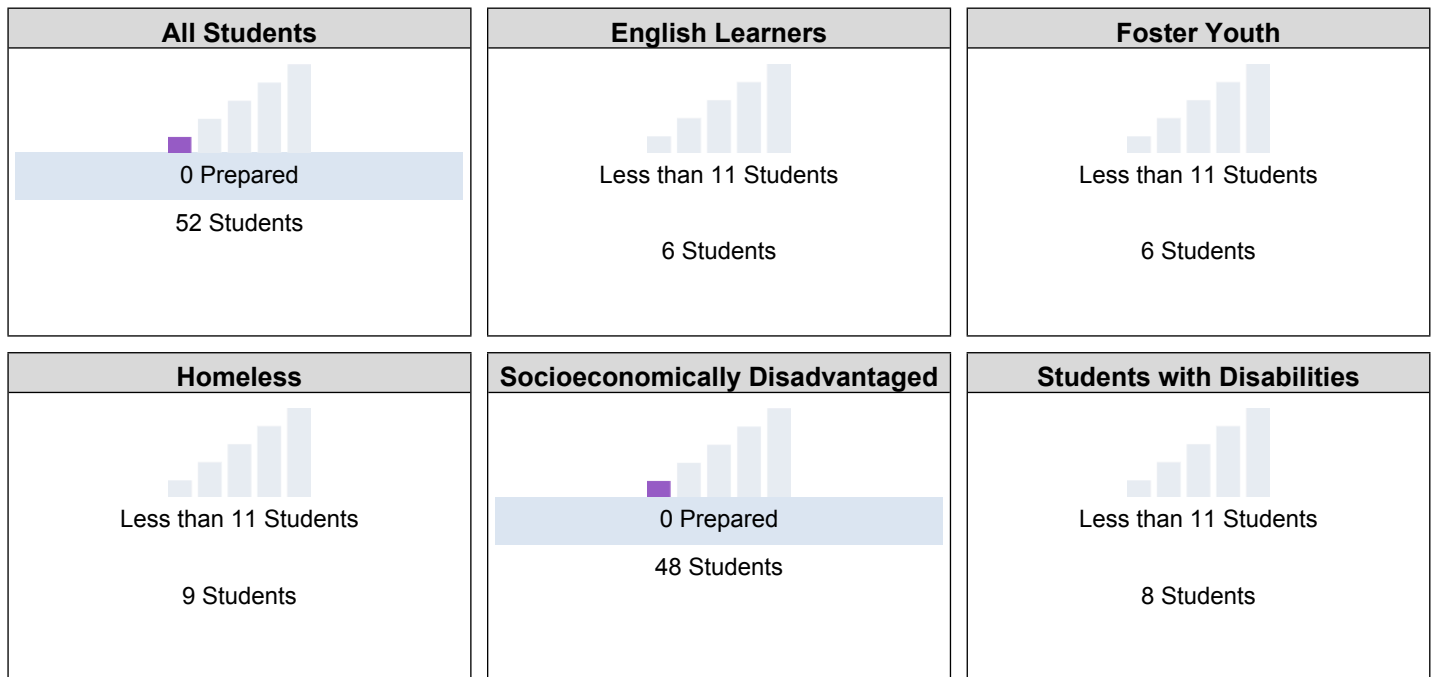 All Students
0 Prepared
52 Students
English Learners
Less than 11 Students
6 Students
Foster Youth
Less than 11 Students
6 Students
Homeless
Less than 11 Students
9 Students
Socioeconomically Disadvantaged
0 Prepared
48 Students
Students with Disabilities
Less than 11 Students
8 Students